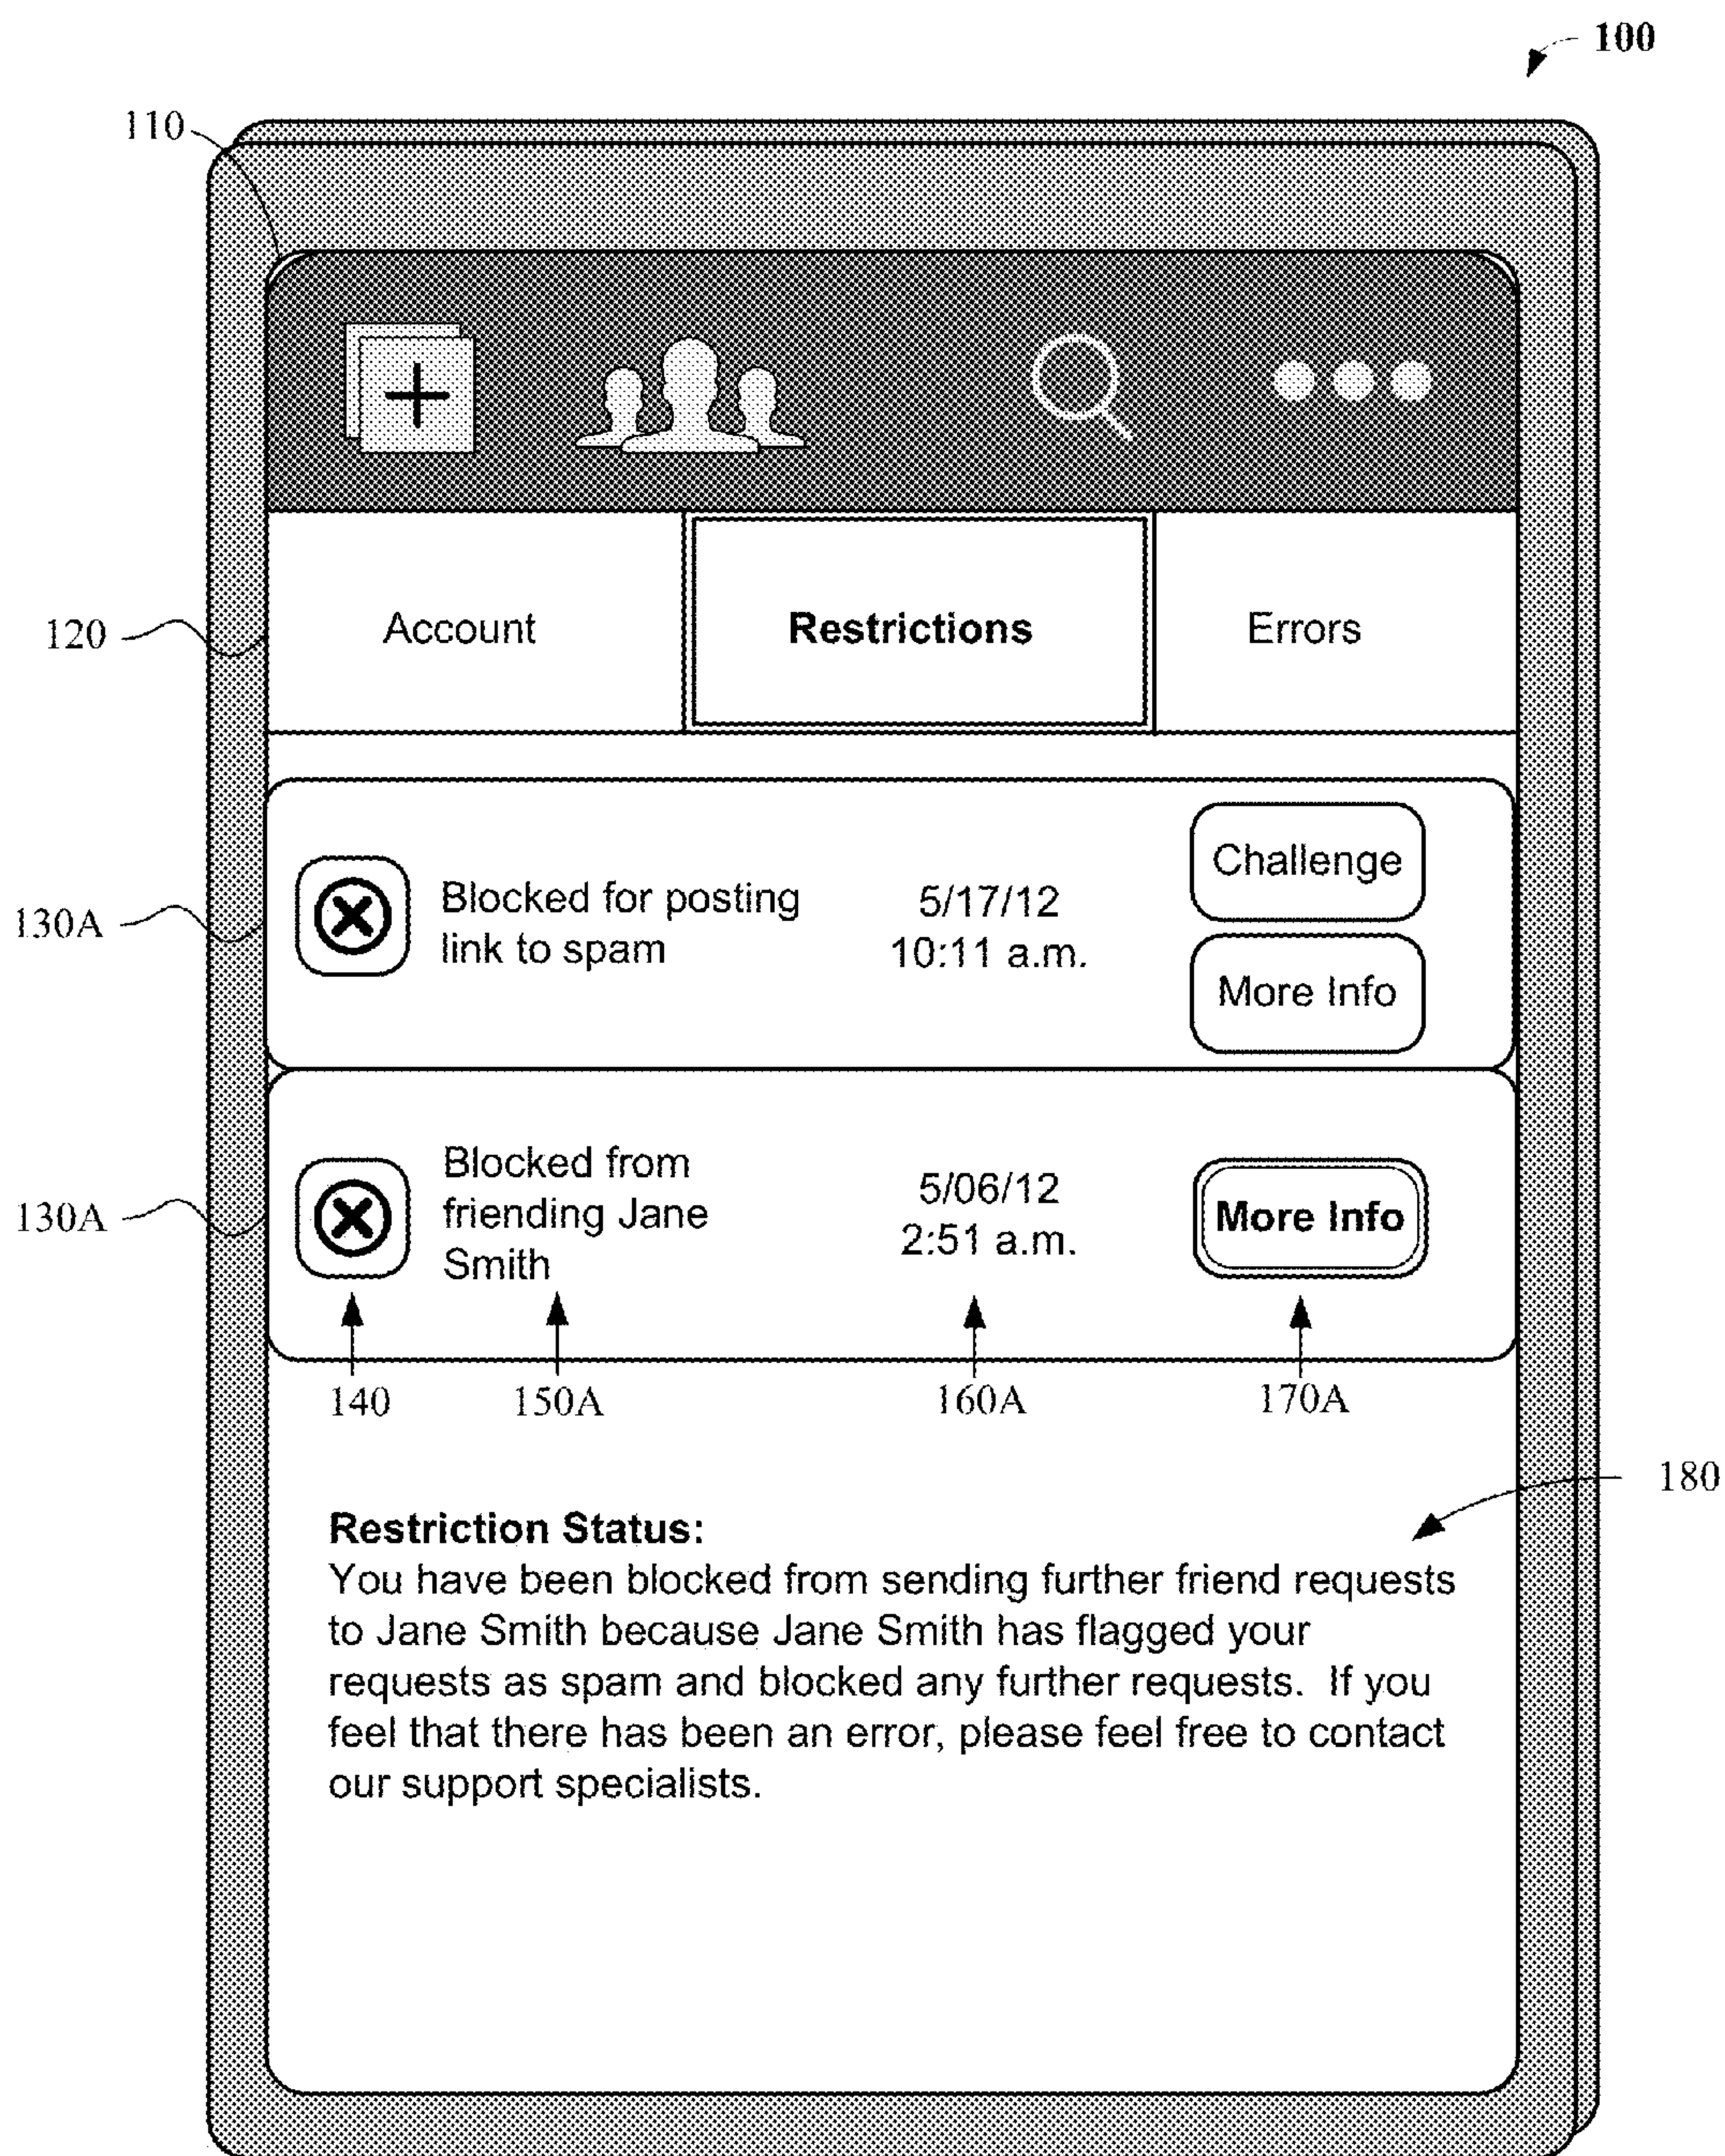 100
110
120
Account
Restrictions
Errors
130A
Blocked for posting
link to spam
5/17/12
10:11 a.m.
Challenge
More Info
130A
Blocked from
friending Jane
Smith
5/06/12
2:51 a.m.
More Info
140
150A
160A
170A
180
Restriction Status:
You have been blocked from sending further friend requests
to Jane Smith because Jane Smith has flagged your
requests as spam and blocked any further requests.  If you
feel that there has been an error, please feel free to contact
our support specialists.